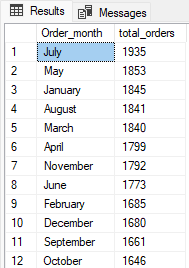 Results Messages
Order_month total_orders
1 July 1935
2 May 1853
3 January 1845
4 August 1841
5 March 1840
6 April 1799
7 November 1792
8 June 1773
9 February 1685
10 December 1680
11 September 1661
12 October 1646